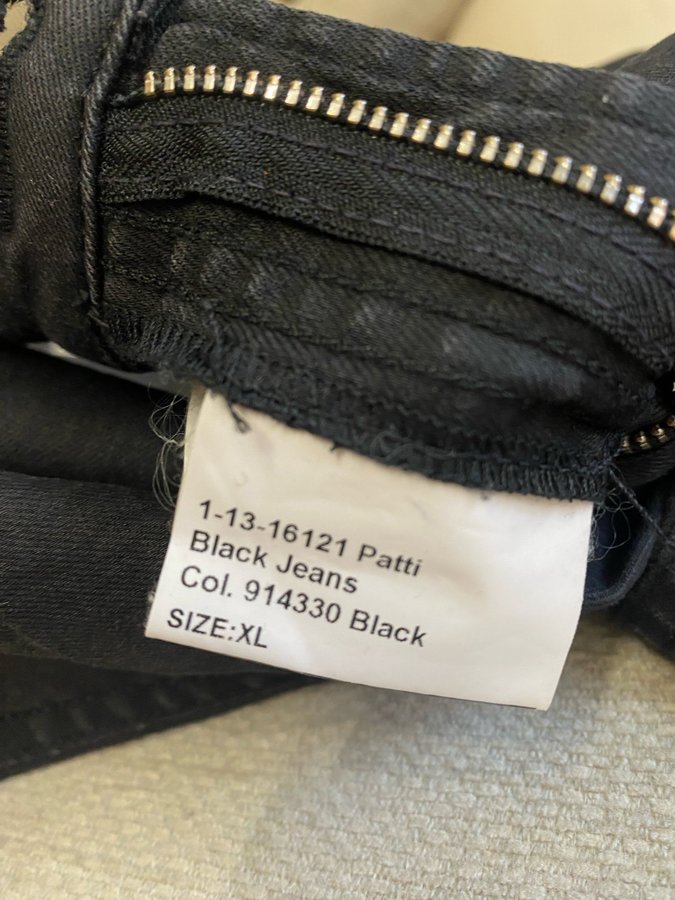 1-13-16121 Patti
Black Jeans
Col. 914330 Black
SIZE:XL